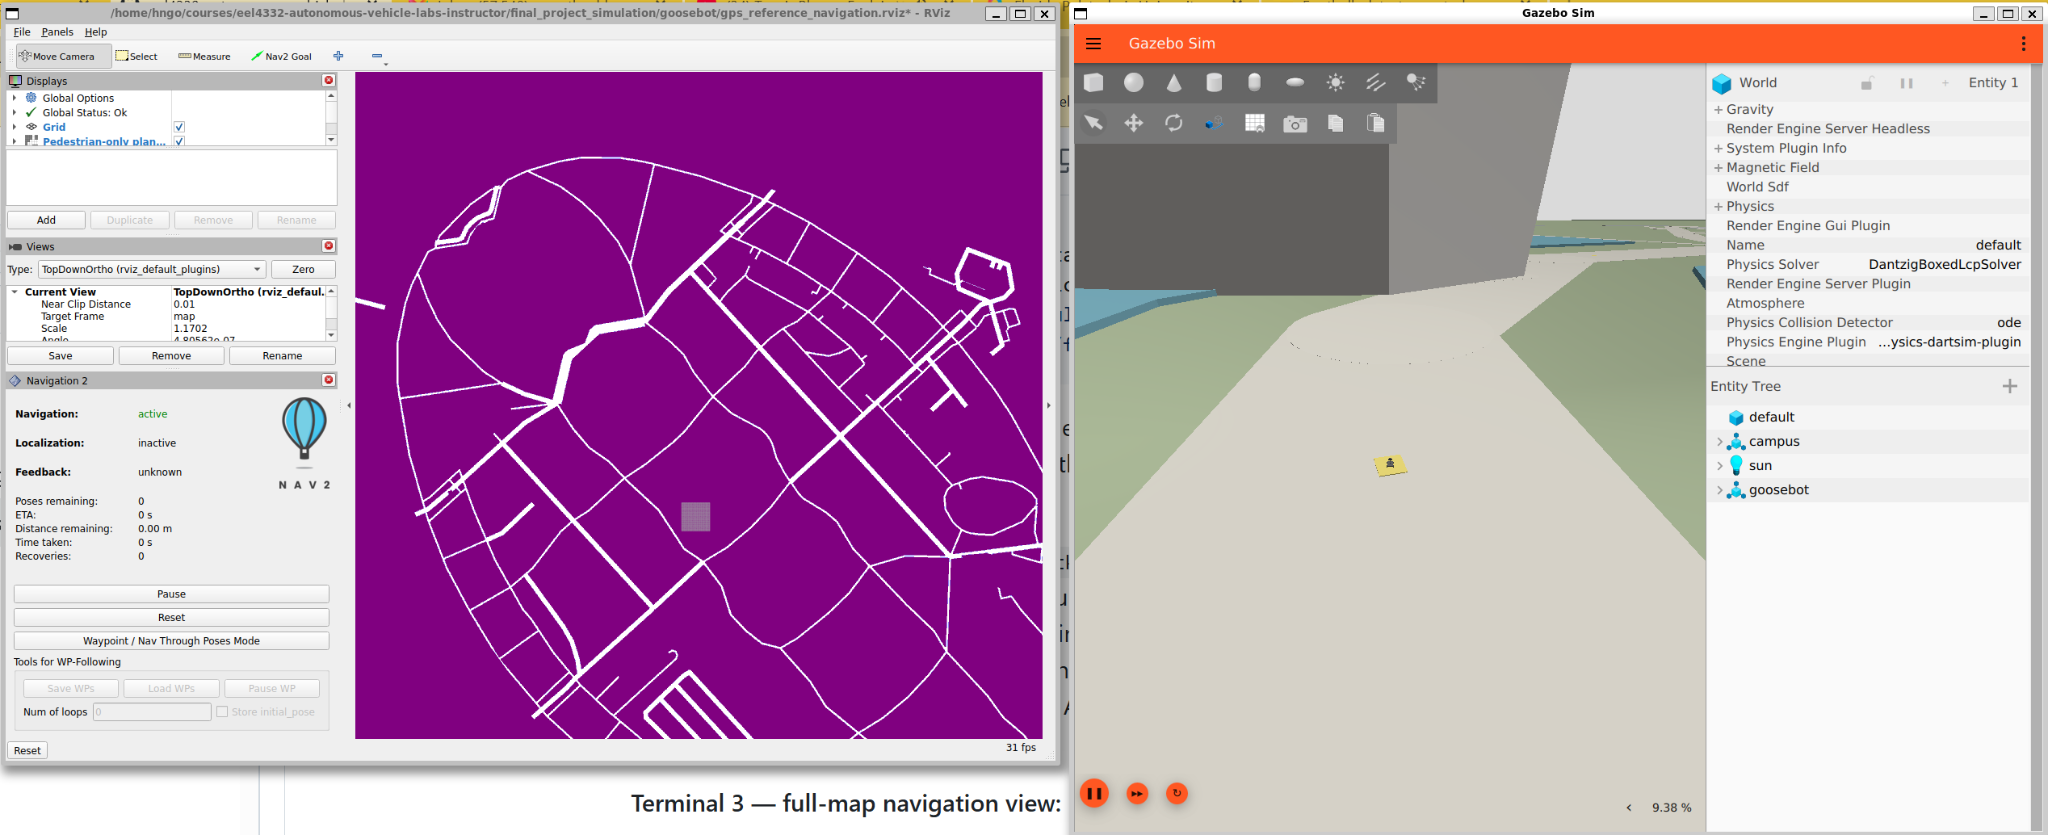 /home/hngo/courses/eel4332-autonomous-vehicle-labs-instructor/final_project_simulation/goosebot/gps_reference_navigation.rviz* - RViz
File Panels Help
Move Camera Select Measure Nav2 Goal
Displays
Global Options
Global Status: Ok
Grid
Pedestrian-only plan...
Add Duplicate Remove Rename
Views
Type: TopDownOrtho (rviz_default_plugins) Zero
Current View TopDownOrtho (rviz_defaul.
Near Clip Distance 0.01
Target Frame map
Scale 1.1702
Angle 4.80562e-07
Save Remove Rename
Navigation 2
Navigation: active
Localization: inactive
Feedback: unknown
NAV2
Poses remaining: 0
ETA: 0 s
Distance remaining: 0.00 m
Time taken: 0 s
Recoveries: 0
Pause
Reset
Waypoint / Nav Through Poses Mode
Tools for WP-Following
Save WPs Load WPs Pause WP
Num of loops 0 Store initial_pose
Reset
31 fps
Terminal 3 — full-map navigation view:
Gazebo Sim
Gazebo Sim
World Entity 1
Gravity
Render Engine Server Headless
System Plugin Info
Magnetic Field
World Sdf
Physics
Render Engine Gui Plugin
Name default
Physics Solver DantzigBoxedLcpSolver
Render Engine Server Plugin
Atmosphere
Physics Collision Detector ode
Physics Engine Plugin ...ysics-dartsim-plugin
Scene
Entity Tree
default
campus
sun
goosebot
9.38 %